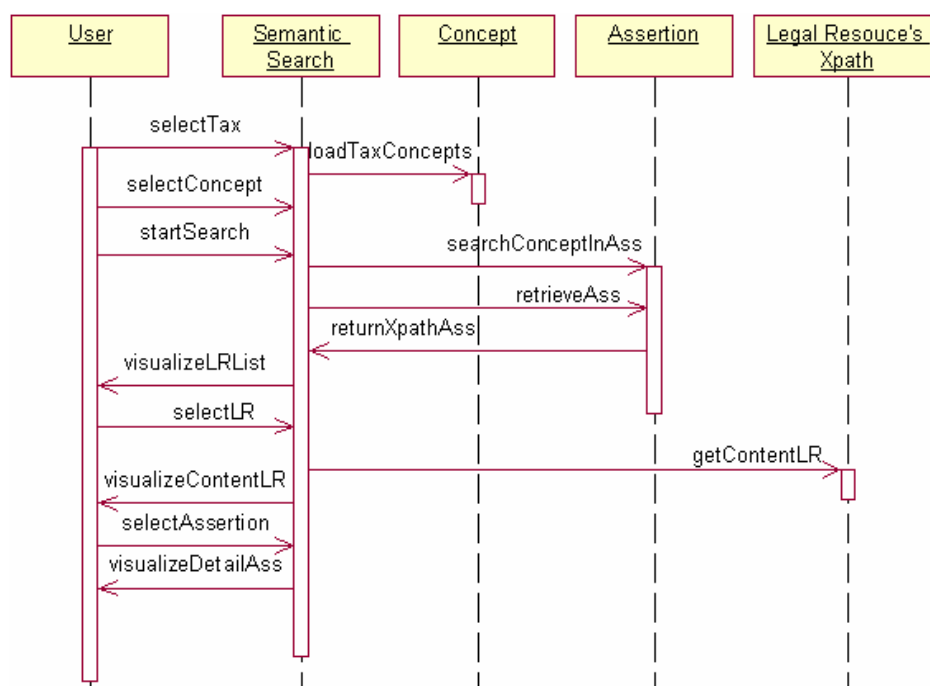 User
Semantic
Search
Concept
Assertion
Legal Resouce's
Xpath
selectTax
loadTaxConcepts
selectConcept
startSearch
searchConceptInAss
retrieveAss
returnXpathAss
visualizeLRList
selectLR
getContentLR
visualizeContentLR
selectAssertion
visualizeDetailAss